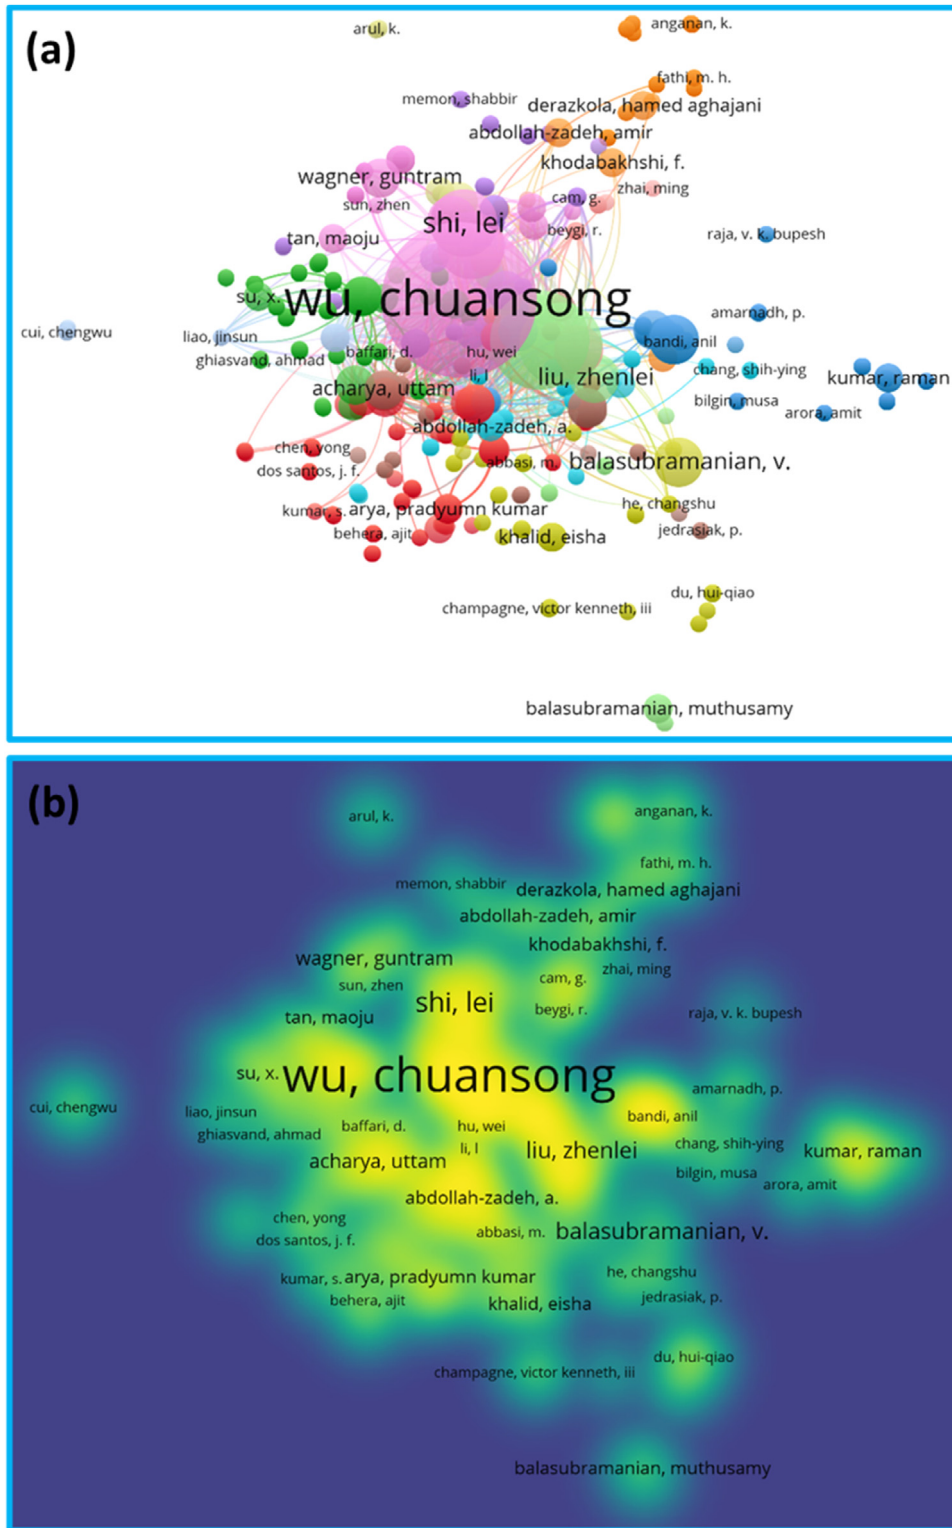 (a)
arul, k.
anganan, k.
fathi, m. h.
memon, shabbir
derazkola, hamed aghajani
abdollah-zadeh, amir
khodabakhshi, f.
wagner, guntram
zhai, ming
sun, zhen
cam, g.
shi, lei
beygi, r.
tan, maoju
raja, v. k. bupesh
su, x.
wu, chuansong
amarnadh, p.
cui, chengwu
liao, jinsun
bandi, anil
ghiasvand, ahmad
baffari, d.
hu, wei
chang, shih-ying
li, l
liu, zhenlei
kumar, raman
acharya, uttam
bilgin, musa
arora, amit
abdollah-zadeh, a.
chen, yong
dos santos, j. f.
abbasi, m.
balasubramanian, v.
kumar, s.
arya, pradyumn kumar
he, changshu
behera, ajit
khalid, eisha
jedrasiak, p.
du, hui-qiao
champagne, victor kenneth, iii
balasubramanian, muthusamy
(b)
arul, k.
anganan, k.
fathi, m. h.
memon, shabbir
derazkola, hamed aghajani
abdollah-zadeh, amir
khodabakhshi, f.
wagner, guntram
zhai, ming
sun, zhen
cam, g.
shi, lei
beygi, r.
tan, maoju
raja, v. k. bupesh
su, x.
wu, chuansong
amarnadh, p.
cui, chengwu
liao, jinsun
bandi, anil
ghiasvand, ahmad
baffari, d.
hu, wei
chang, shih-ying
li, l
liu, zhenlei
kumar, raman
acharya, uttam
bilgin, musa
arora, amit
abdollah-zadeh, a.
chen, yong
dos santos, j. f.
abbasi, m.
balasubramanian, v.
kumar, s.
arya, pradyumn kumar
he, changshu
behera, ajit
khalid, eisha
jedrasiak, p.
du, hui-qiao
champagne, victor kenneth, iii
balasubramanian, muthusamy